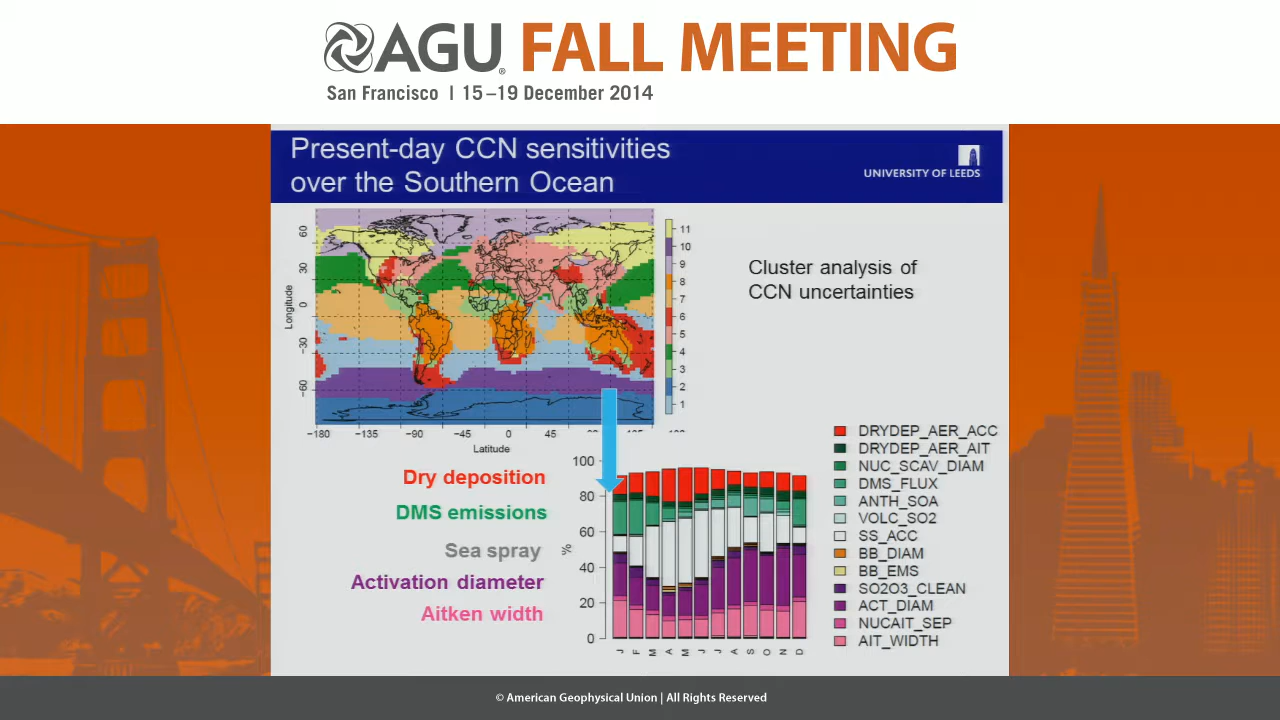 AGU FALL MEETING
San Francisco | 15–19 December 2014
Present-day CCN sensitivities
over the Southern Ocean
UNIVERSITY OF LEEDS
Cluster analysis of
CCN uncertainties
Longitude
60
30
0
−30
−60
−180 −135 −90 −45 0 45
Latitude
11
10
9
8
7
6
5
4
3
2
1
Dry deposition
DMS emissions
Sea spray
Activation diameter
Aitken width
%
100
80
60
40
20
0
J F M A M J J A S O N D
DRYDEP_AER_ACC
DRYDEP_AER_AIT
NUC_SCAV_DIAM
DMS_FLUX
ANTH_SOA
VOLC_SO2
SS_ACC
BB_DIAM
BB_EMS
SO2O3_CLEAN
ACT_DIAM
NUCAIT_SEP
AIT_WIDTH
© American Geophysical Union | All Rights Reserved